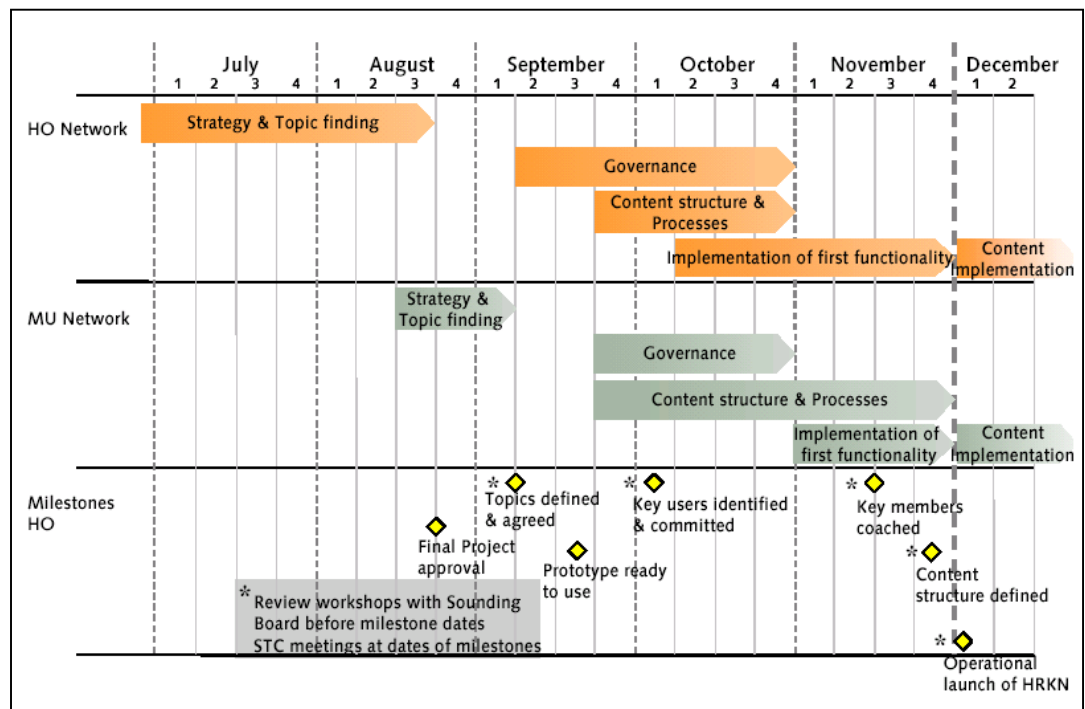 July August September October November December
1 2 3 4 1 2 3 4 1 2 3 4 1 2 3 4 1 2 3 4 1 2
HO Network
Strategy & Topic finding
Governance
Content structure &
Processes
Implementation of first functionality
Content
Implementation
MU Network
Strategy &
Topic finding
Governance
Content structure & Processes
Implementation of
first functionality
Content
Implementation
Milestones
HO
* Topics defined
& agreed
* Key users identified
& committed
* Key members
coached
Final Project
approval
Prototype ready
to use
* Content
structure defined
* Review workshops with Sounding
Board before milestone dates
STC meetings at dates of milestones
* Operational
launch of HRKN